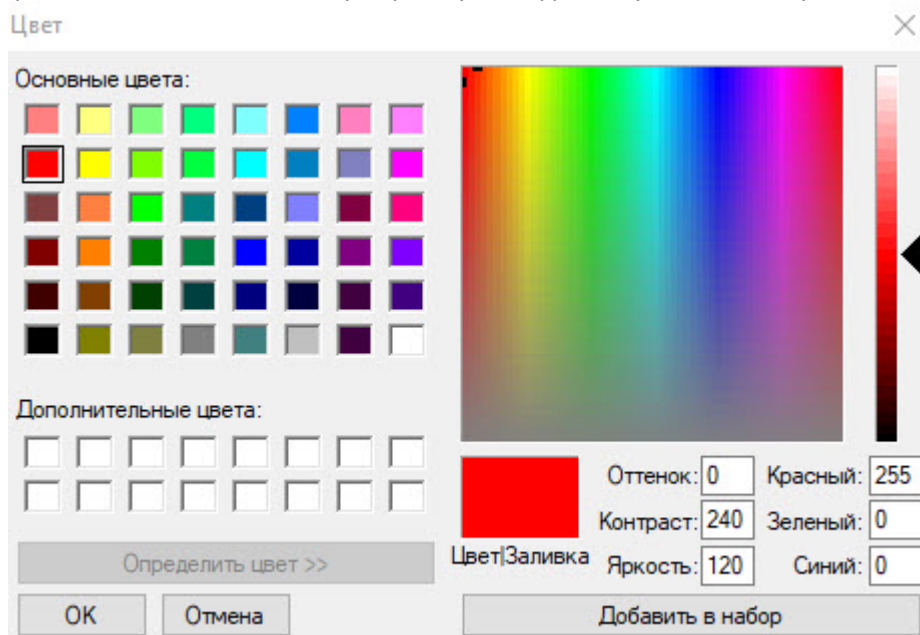 Цвет
Основные цвета:
Дополнительные цвета:
Определить цвет >>
OK
Отмена
Цвет|Заливка
Оттенок: 0
Контраст: 240
Яркость: 120
Красный: 255
Зеленый: 0
Синий: 0
Добавить в набор